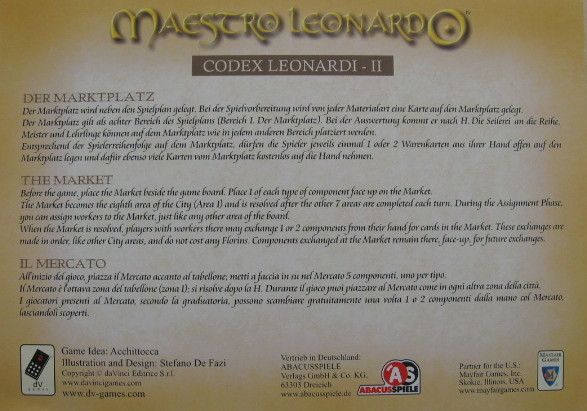 MAESTRO LEONARDO
CODEX LEONARDI - II
DER MARKTPLATZ
Der Marktplatz wird neben den Spielplan gelegt. Bei der Spielvorbereitung wird von jeder Materialart eine Karte auf den Marktplatz gelegt.
Der Marktplatz gilt als achter Bereich des Spielplans (Bereich I. Der Marktplatz). Bei der Auswertung kommt er nach H. Die Seilerei an die Reihe.
Meister und Lehrlinge können auf dem Marktplatz wie in jedem anderen Bereich platziert werden.
Entsprechend der Spielerreihenfolge auf dem Marktplatz, dürfen die Spieler jeweils einmal 1 oder 2 Warenkarten aus ihrer Hand offen auf den
Marktplatz legen und dafür ebenso viele Karten vom Marktplatz kostenlos auf die Hand nehmen.
THE MARKET
Before the game, place the Market beside the game board. Place 1 of each type of component face up on the Market.
The Market becomes the eighth area of the City (Area I) and is resolved after the other 7 areas are completed each turn. During the Assignment Phase,
you can assign workers to the Market, just like any other area of the board.
When the Market is resolved, players with workers there may exchange 1 or 2 components from their hand for cards in the Market. These exchanges are
made in order, like other City areas, and do not cost any Florins. Components exchanged at the Market remain there, face-up, for future exchanges.
IL MERCATO
All'inizio del gioco, piazza il Mercato accanto al tabellone; metti a faccia in su nel Mercato 5 componenti, uno per tipo.
Il Mercato è l'ottava zona del tabellone (zona I); si risolve dopo la H. Durante il gioco puoi piazzare al Mercato come in ogni altra zona della città.
I giocatori presenti al Mercato, secondo la graduatoria, possono scambiare gratuitamente una volta 1 o 2 componenti dalla mano col Mercato,
lasciandoli scoperti.
dV
games
Game Idea: Acchittocca
Illustration and Design: Stefano De Fazi
Copyright © daVinci Editrice S.r.l.
www.davincigames.com
www.dv-games.com
Vertrieb in Deutschland:
ABACUSSPIELE
Verlags GmbH & Co. KG.
63303 Dreieich
www.abacusspiele.de
AS
ABACUSSPIELE
Partner for the U.S.:
Mayfair Games, Inc.
Skokie, Illinois, USA
www.mayfairgames.com
MAYFAIR
GAMES